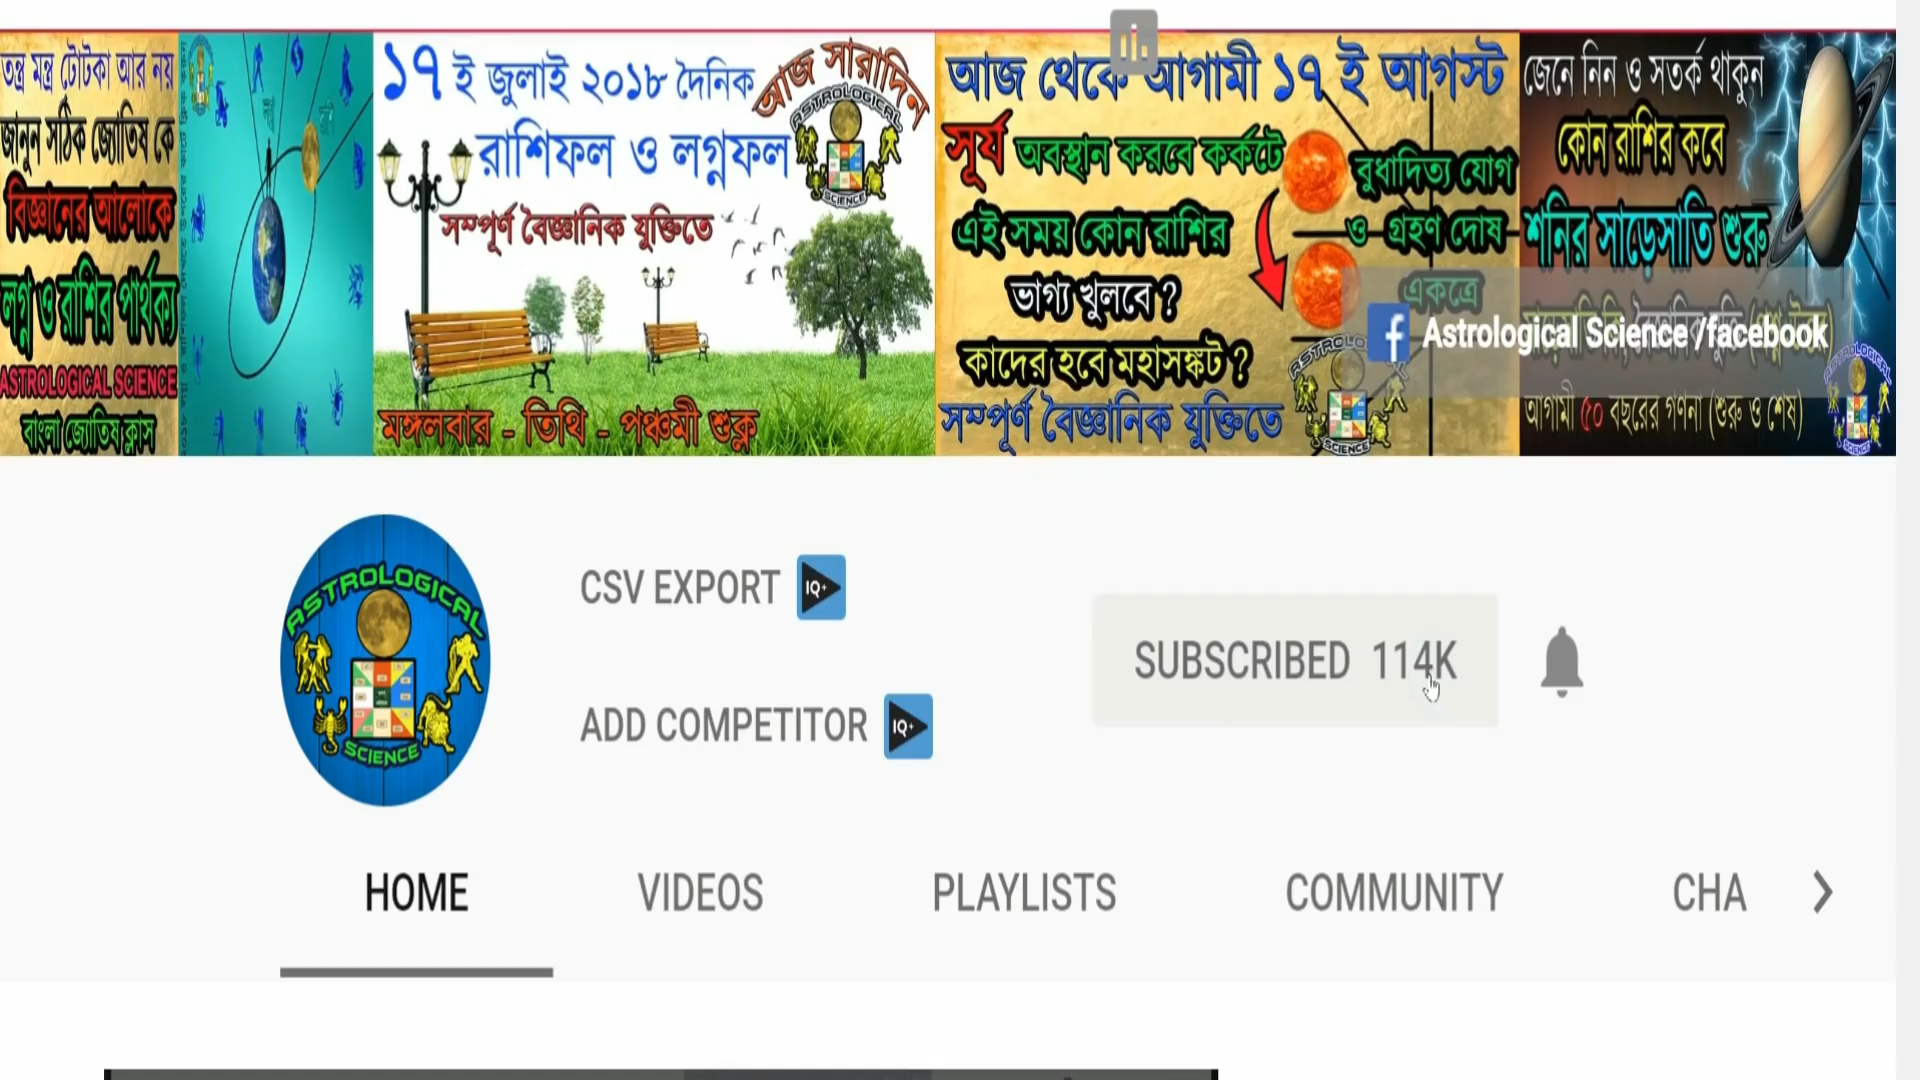 তন্ত্র মন্ত্র টোটকা আর নয়
জানুন সঠিক জ্যোতিষ কে
বিজ্ঞানের আলোকে
লগ্ন ও রাশির পার্থক্য
ASTROLOGICAL SCIENCE
বাংলা জ্যোতিষ ক্লাস
১৭ ই জুলাই ২০১৮ দৈনিক
রাশিফল ও লগ্নফল
সম্পূর্ণ বৈজ্ঞানিক যুক্তিতে
আজ সারাদিন
ASTROLOGICAL
SCIENCE
মঙ্গলবার - তিথি - পঞ্চমী শুক্ল
আজ থেকে আগামী ১৭ ই আগস্ট
সূর্য অবস্থান করবে কর্কটে
এই সময় কোন রাশির
ভাগ্য খুলবে ?
কাদের হবে মহাসঙ্কট ?
সম্পূর্ণ বৈজ্ঞানিক যুক্তিতে
বুধাদিত্য যোগ
ও গ্রহণ দোষ
একত্রে
SCIENCE
জেনে নিন ও সতর্ক থাকুন
কোন রাশির কবে
শনির সাড়েসাতি শুরু
Astrological Science /facebook
আগামী ৫০ বছরের গণনা (শুরু ও শেষ)
ASTROLOGICAL
SCIENCE
CSV EXPORT IQ+
ADD COMPETITOR IQ+
SUBSCRIBED 114K
HOME VIDEOS PLAYLISTS COMMUNITY CHA